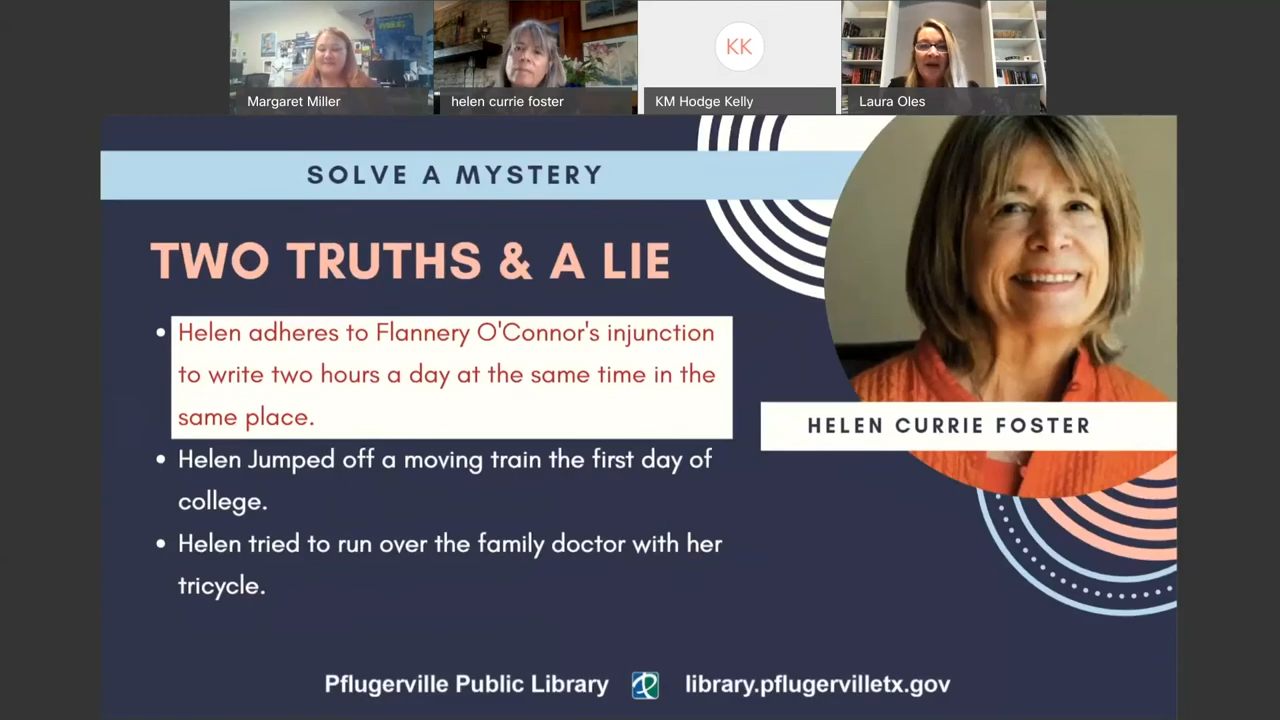 KK
Margaret Miller
helen currie foster
KM Hodge Kelly
Laura Oles
SOLVE A MYSTERY
TWO TRUTHS & A LIE
• Helen adheres to Flannery O'Connor's injunction
to write two hours a day at the same time in the
same place.
• Helen Jumped off a moving train the first day of
college.
• Helen tried to run over the family doctor with her
tricycle.
HELEN CURRIE FOSTER
Pflugerville Public Library library.pflugervilletx.gov